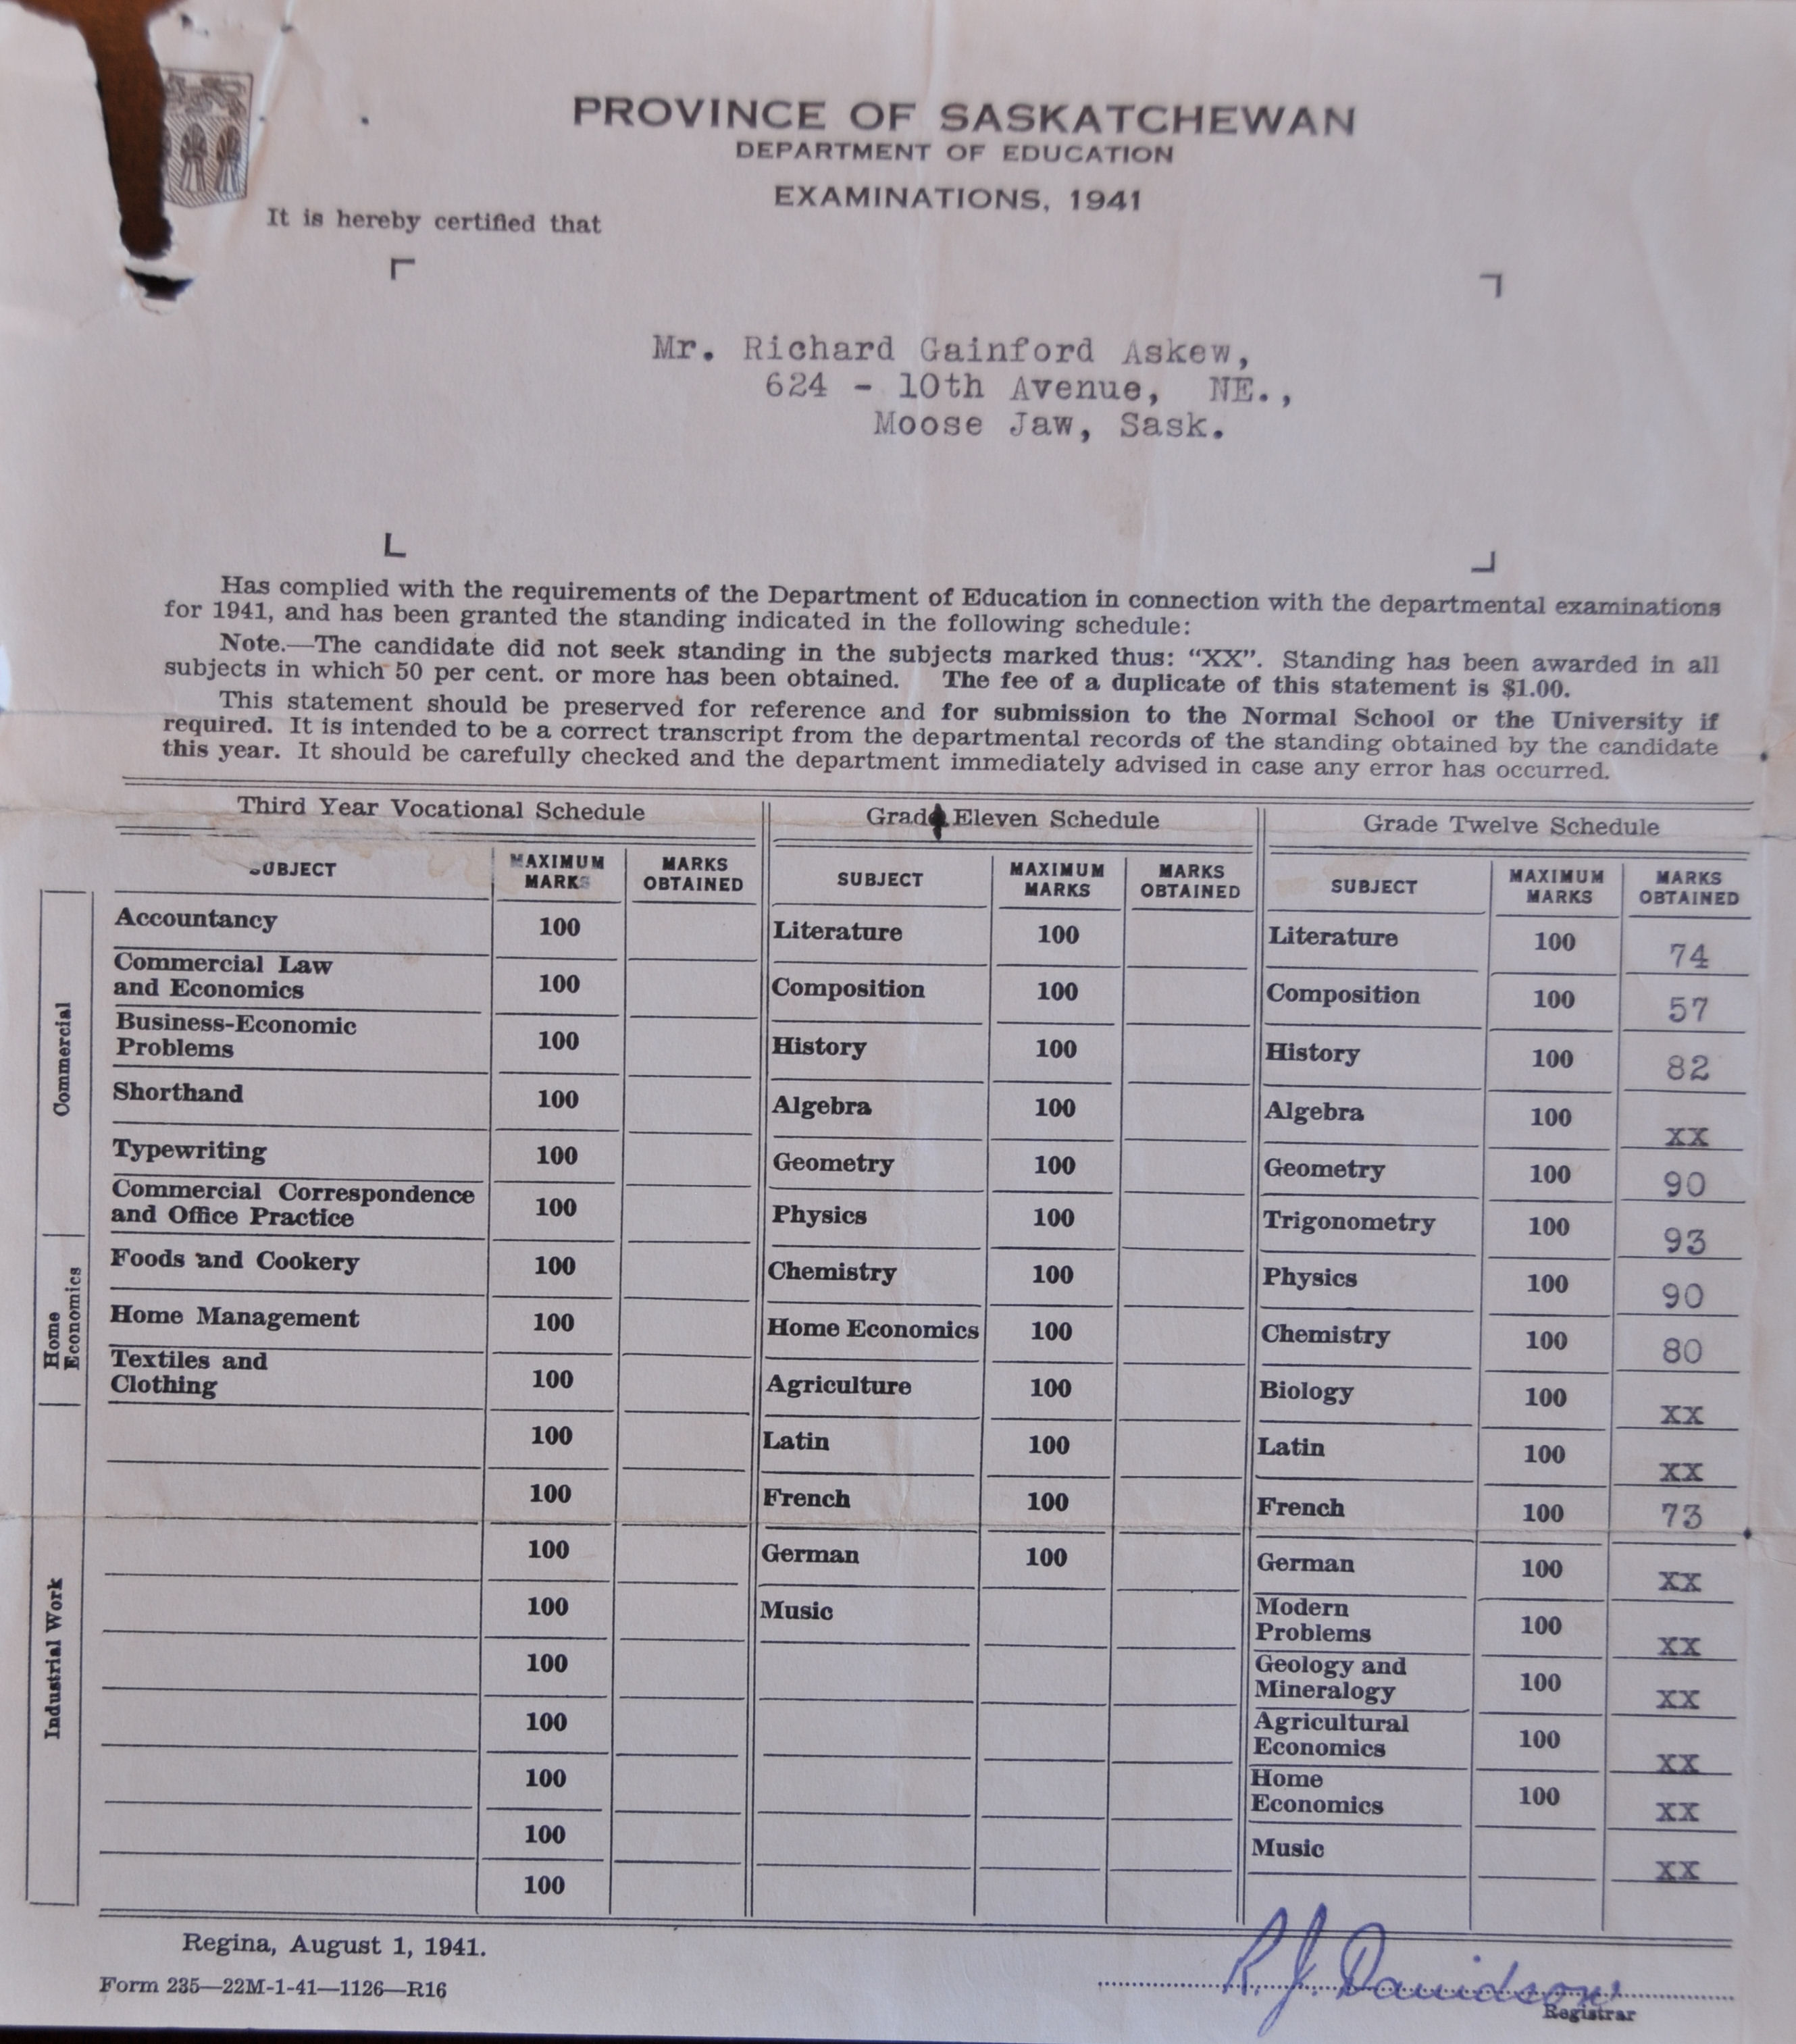 PROVINCE OF SASKATCHEWAN
DEPARTMENT OF EDUCATION
EXAMINATIONS, 1941
It is hereby certified that
Mr. Richard Gainford Askew,
624 - 10th Avenue, NE.,
Moose Jaw, Sask.
Has complied with the requirements of the Department of Education in connection with the departmental examinations
for 1941, and has been granted the standing indicated in the following schedule:
Note.—The candidate did not seek standing in the subjects marked thus: “XX”. Standing has been awarded in all
subjects in which 50 per cent. or more has been obtained. The fee of a duplicate of this statement is $1.00.
This statement should be preserved for reference and for submission to the Normal School or the University if
required. It is intended to be a correct transcript from the departmental records of the standing obtained by the candidate
this year. It should be carefully checked and the department immediately advised in case any error has occurred.
Third Year Vocational Schedule Grade Eleven Schedule Grade Twelve Schedule
SUBJECT MAXIMUM MARKS MARKS OBTAINED SUBJECT MAXIMUM MARKS MARKS OBTAINED SUBJECT MAXIMUM MARKS MARKS OBTAINED
Commercial
Accountancy 100 Literature 100 Literature 100 74
Commercial Law and Economics 100 Composition 100 Composition 100 57
Business-Economic Problems 100 History 100 History 100 82
Shorthand 100 Algebra 100 Algebra 100 XX
Typewriting 100 Geometry 100 Geometry 100 90
Commercial Correspondence and Office Practice 100 Physics 100 Trigonometry 100 93
Home Economics
Foods and Cookery 100 Chemistry 100 Physics 100 90
Home Management 100 Home Economics 100 Chemistry 100 80
Textiles and Clothing 100 Agriculture 100 Biology 100 XX
Industrial Work
100 Latin 100 Latin 100 XX
100 French 100 French 100 73
100 German 100 German 100 XX
100 Music Modern Problems 100 XX
100 Geology and Mineralogy 100 XX
100 Agricultural Economics 100 XX
100 Home Economics 100 XX
100 Music XX
100
Regina, August 1, 1941.
Form 235—22M-1-41—1126—R16
R. J. Davidson
Registrar